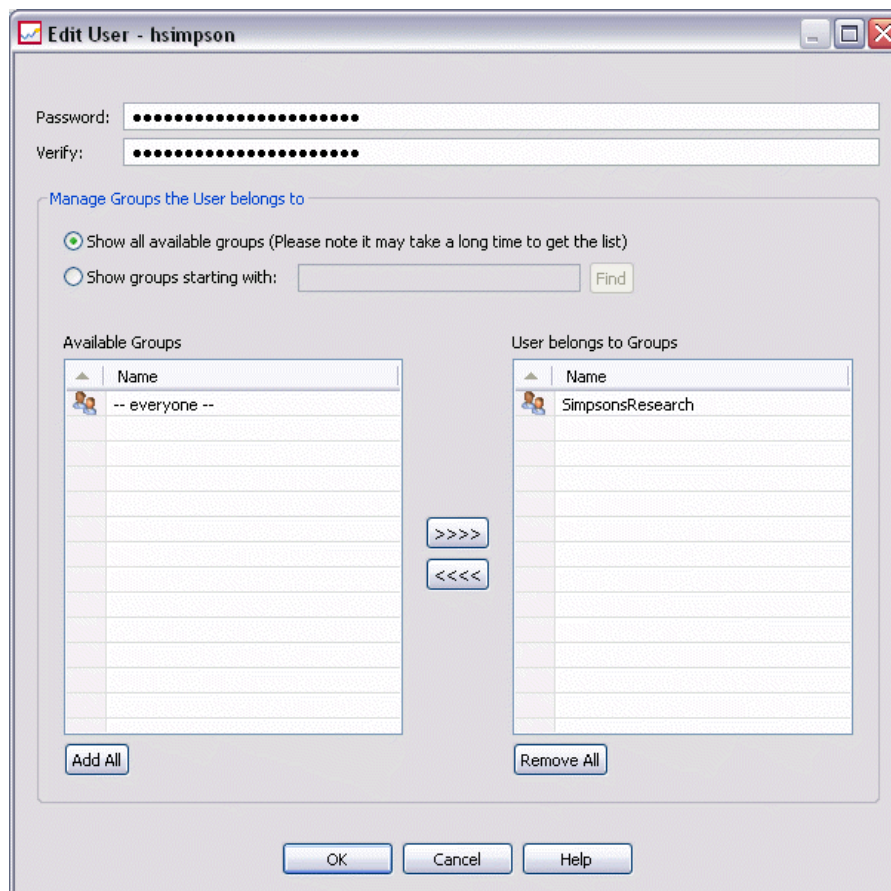 Edit User - hsimpson
Password: ••••••••••••••••••••••
Verify: ••••••••••••••••••••••
Manage Groups the User belongs to
Show all available groups (Please note it may take a long time to get the list)
Show groups starting with: Find
Available Groups
Name
-- everyone --
>>>>
<<<<
Add All
User belongs to Groups
Name
SimpsonsResearch
Remove All
OK Cancel Help